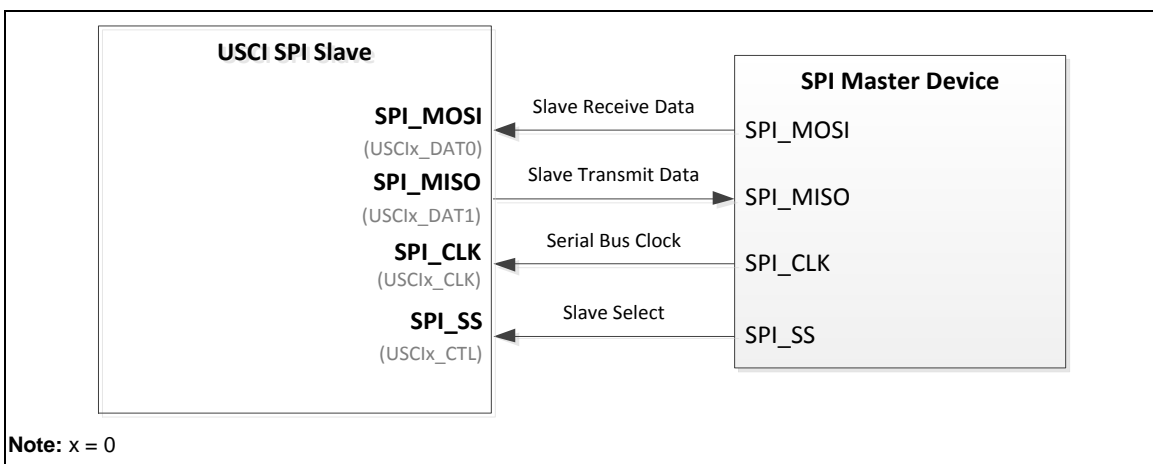 USCI SPI Slave
SPI Master Device
SPI_MOSI
(USCIx_DAT0)
Slave Receive Data
SPI_MOSI
SPI_MISO
(USCIx_DAT1)
Slave Transmit Data
SPI_MISO
SPI_CLK
(USCIx_CLK)
Serial Bus Clock
SPI_CLK
SPI_SS
(USCIx_CTL)
Slave Select
SPI_SS
Note: x = 0